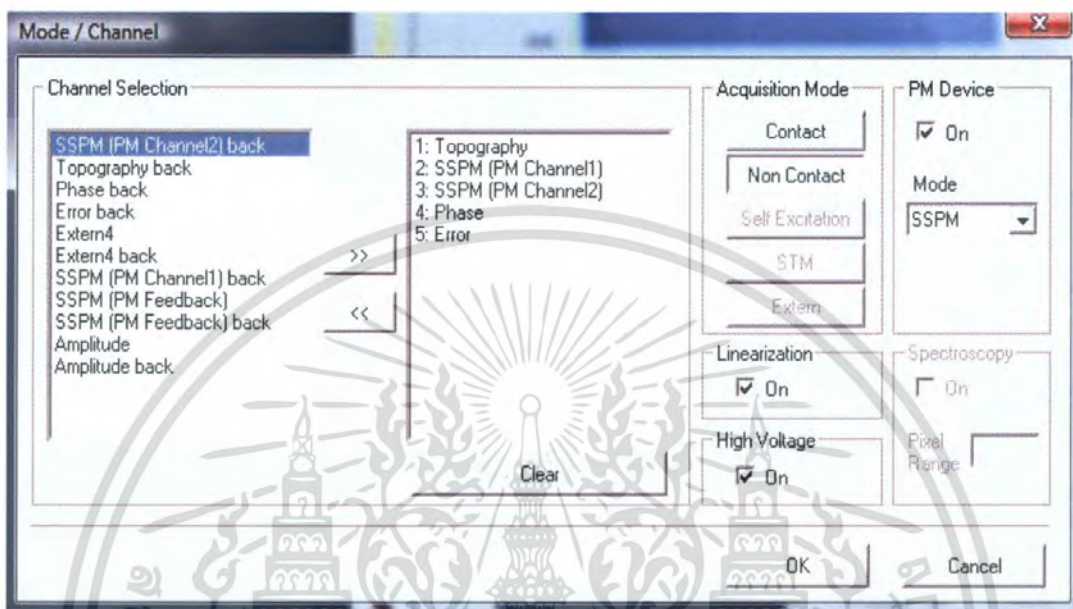 Mode / Channel
Channel Selection
SSPM (PM Channel2) back
Topography back
Phase back
Error back
Extern4
Extern4 back
SSPM (PM Channel1) back
SSPM (PM Feedback)
SSPM (PM Feedback) back
Amplitude
Amplitude back
>>
<<
1: Topography
2: SSPM (PM Channel1)
3: SSPM (PM Channel2)
4: Phase
5: Error
Clear
Acquisition Mode
Contact
Non Contact
Self Excitation
STM
Extern
PM Device
On
Mode
SSPM
Linearization
On
High Voltage
On
Spectroscopy
On
Pixel
Range
OK
Cancel